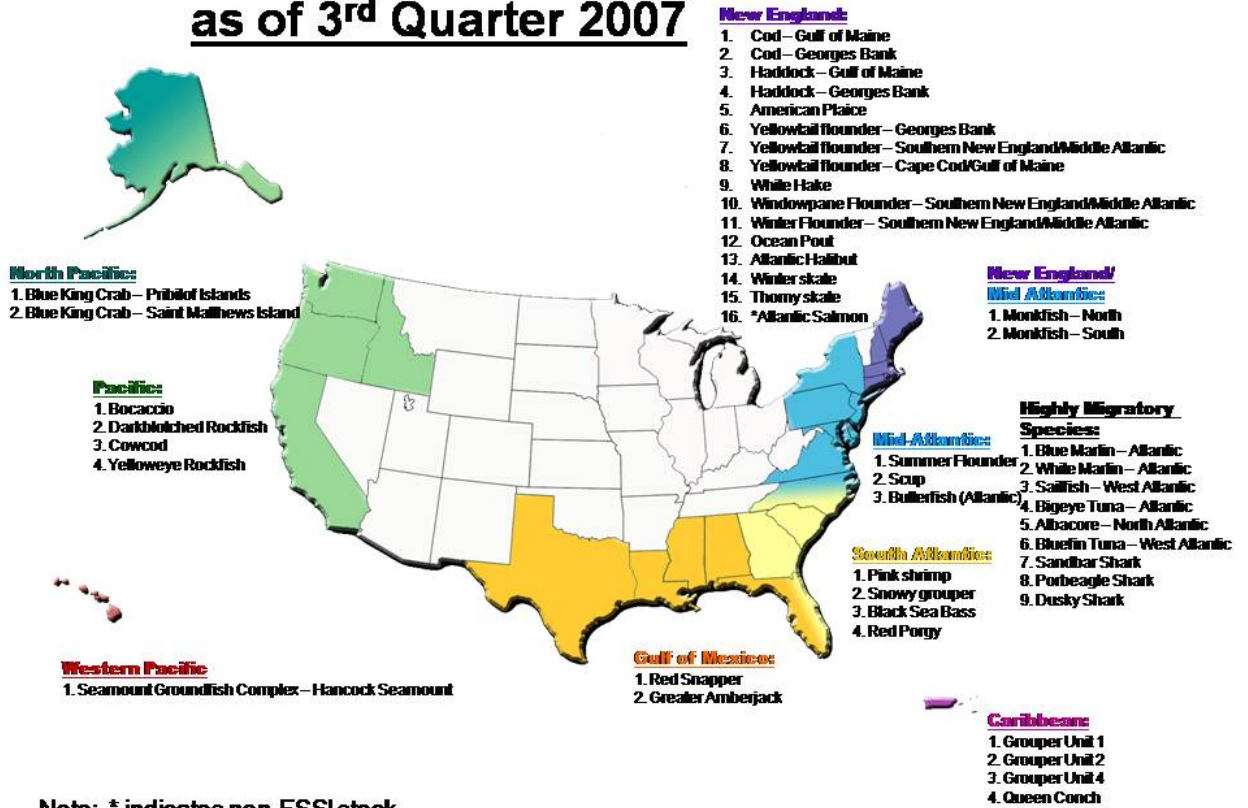 as of 3rd Quarter 2007
New England:
1. Cod – Gulf of Maine
2. Cod – Georges Bank
3. Haddock – Gulf of Maine
4. Haddock – Georges Bank
5. American Plaice
6. Yellowtail flounder – Georges Bank
7. Yellowtail flounder – Southern New England/Middle Atlantic
8. Yellowtail flounder – Cape Cod/Gulf of Maine
9. White Hake
10. Windowpane Flounder – Southern New England/Middle Atlantic
11. Winter Flounder – Southern New England/Middle Atlantic
12. Ocean Pout
13. Atlantic Halibut
14. Winter skate
15. Thorny skate
16. *Atlantic Salmon
North Pacific:
1. Blue King Crab – Pribilof Islands
2. Blue King Crab – Saint Matthews Island
New England/
Mid Atlantic:
1. Monkfish – North
2. Monkfish – South
Pacific:
1. Bocaccio
2. Darkblotched Rockfish
3. Cowcod
4. Yelloweye Rockfish
Highly Migratory
Species:
1. Blue Marlin – Atlantic
2. White Marlin – Atlantic
3. Sailfish – West Atlantic
4. Bigeye Tuna – Atlantic
5. Albacore – North Atlantic
6. Bluefin Tuna – West Atlantic
7. Sandbar Shark
8. Porbeagle Shark
9. Dusky Shark
Mid-Atlantic:
1. Summer Flounder
2. Scup
3. Butterfish (Atlantic)
South Atlantic:
1. Pink shrimp
2. Snowy grouper
3. Black Sea Bass
4. Red Porgy
Western Pacific
1. Seamount Groundfish Complex – Hancock Seamount
Gulf of Mexico:
1. Red Snapper
2. Greater Amberjack
Caribbean:
1. Grouper Unit 1
2. Grouper Unit 2
3. Grouper Unit 4
4. Queen Conch
Note: * indicates non-FSSI stock